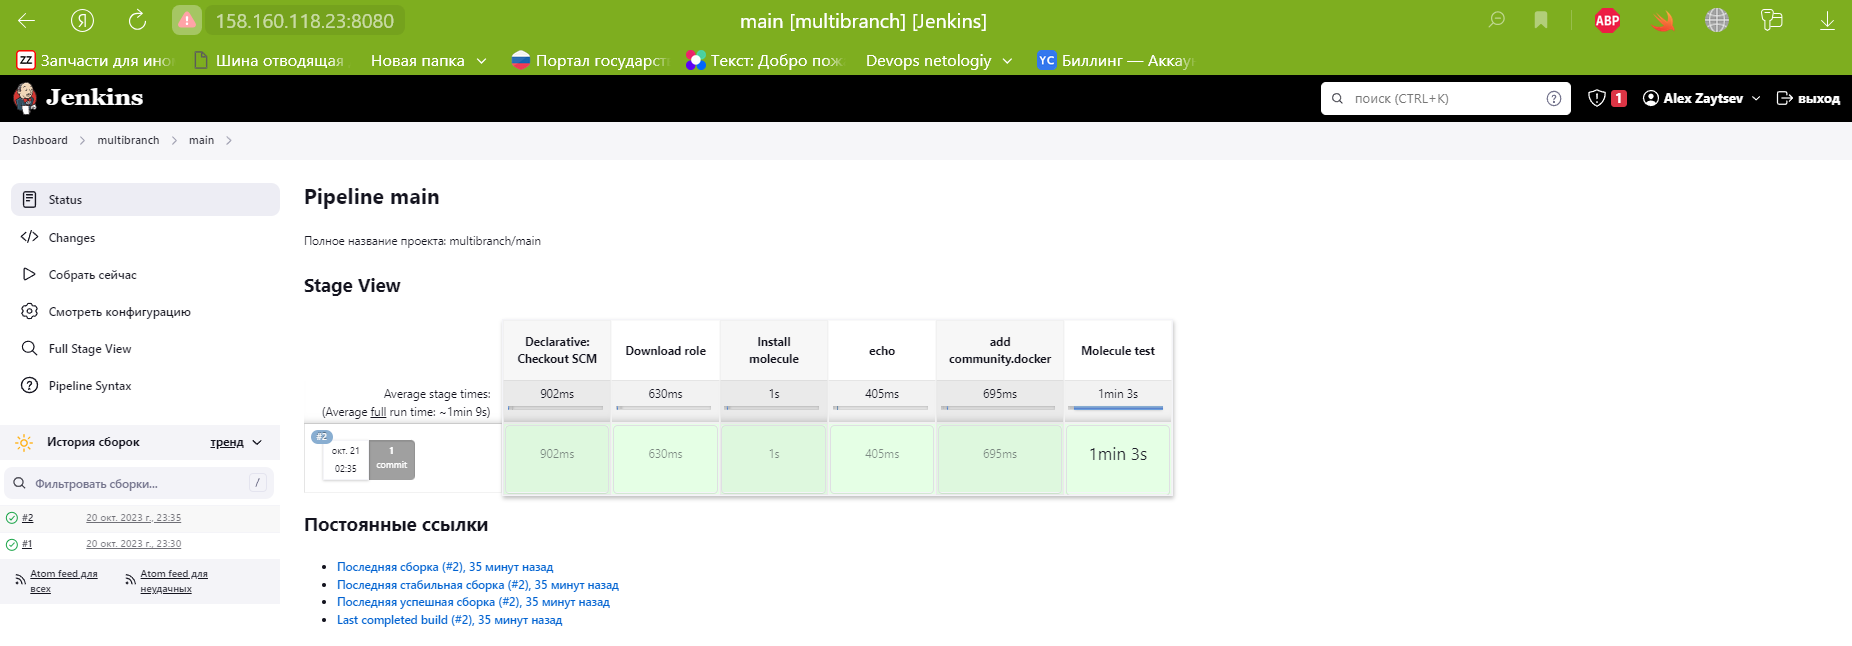 Я
158.160.118.23:8080
main [multibranch] [Jenkins]
ABP
ZZ Запчасти для ино
Шина отводящая
Новая папка
Портал государст
Текст: Добро пож
Devops netologiy
YC Биллинг — Аккаун
Jenkins
поиск (CTRL+K)
?
1
Alex Zaytsev
выход
Dashboard
multibranch
main
Status
Changes
Собрать сейчас
Смотреть конфигурацию
Full Stage View
Pipeline Syntax
История сборок
тренд
Фильтровать сборки...
/
#2
20 окт. 2023 г., 23:35
#1
20 окт. 2023 г., 23:30
Atom feed для
всех
Atom feed для
неудачных
Pipeline main
Полное название проекта: multibranch/main
Stage View
Declarative:
Checkout SCM
Download role
Install
molecule
echo
add
community.docker
Molecule test
Average stage times:
(Average full run time: ~1min 9s)
902ms
630ms
1s
405ms
695ms
1min 3s
#2
окт. 21
02:35
1
commit
902ms
630ms
1s
405ms
695ms
1min 3s
Постоянные ссылки
Последняя сборка (#2), 35 минут назад
Последняя стабильная сборка (#2), 35 минут назад
Последняя успешная сборка (#2), 35 минут назад
Last completed build (#2), 35 минут назад